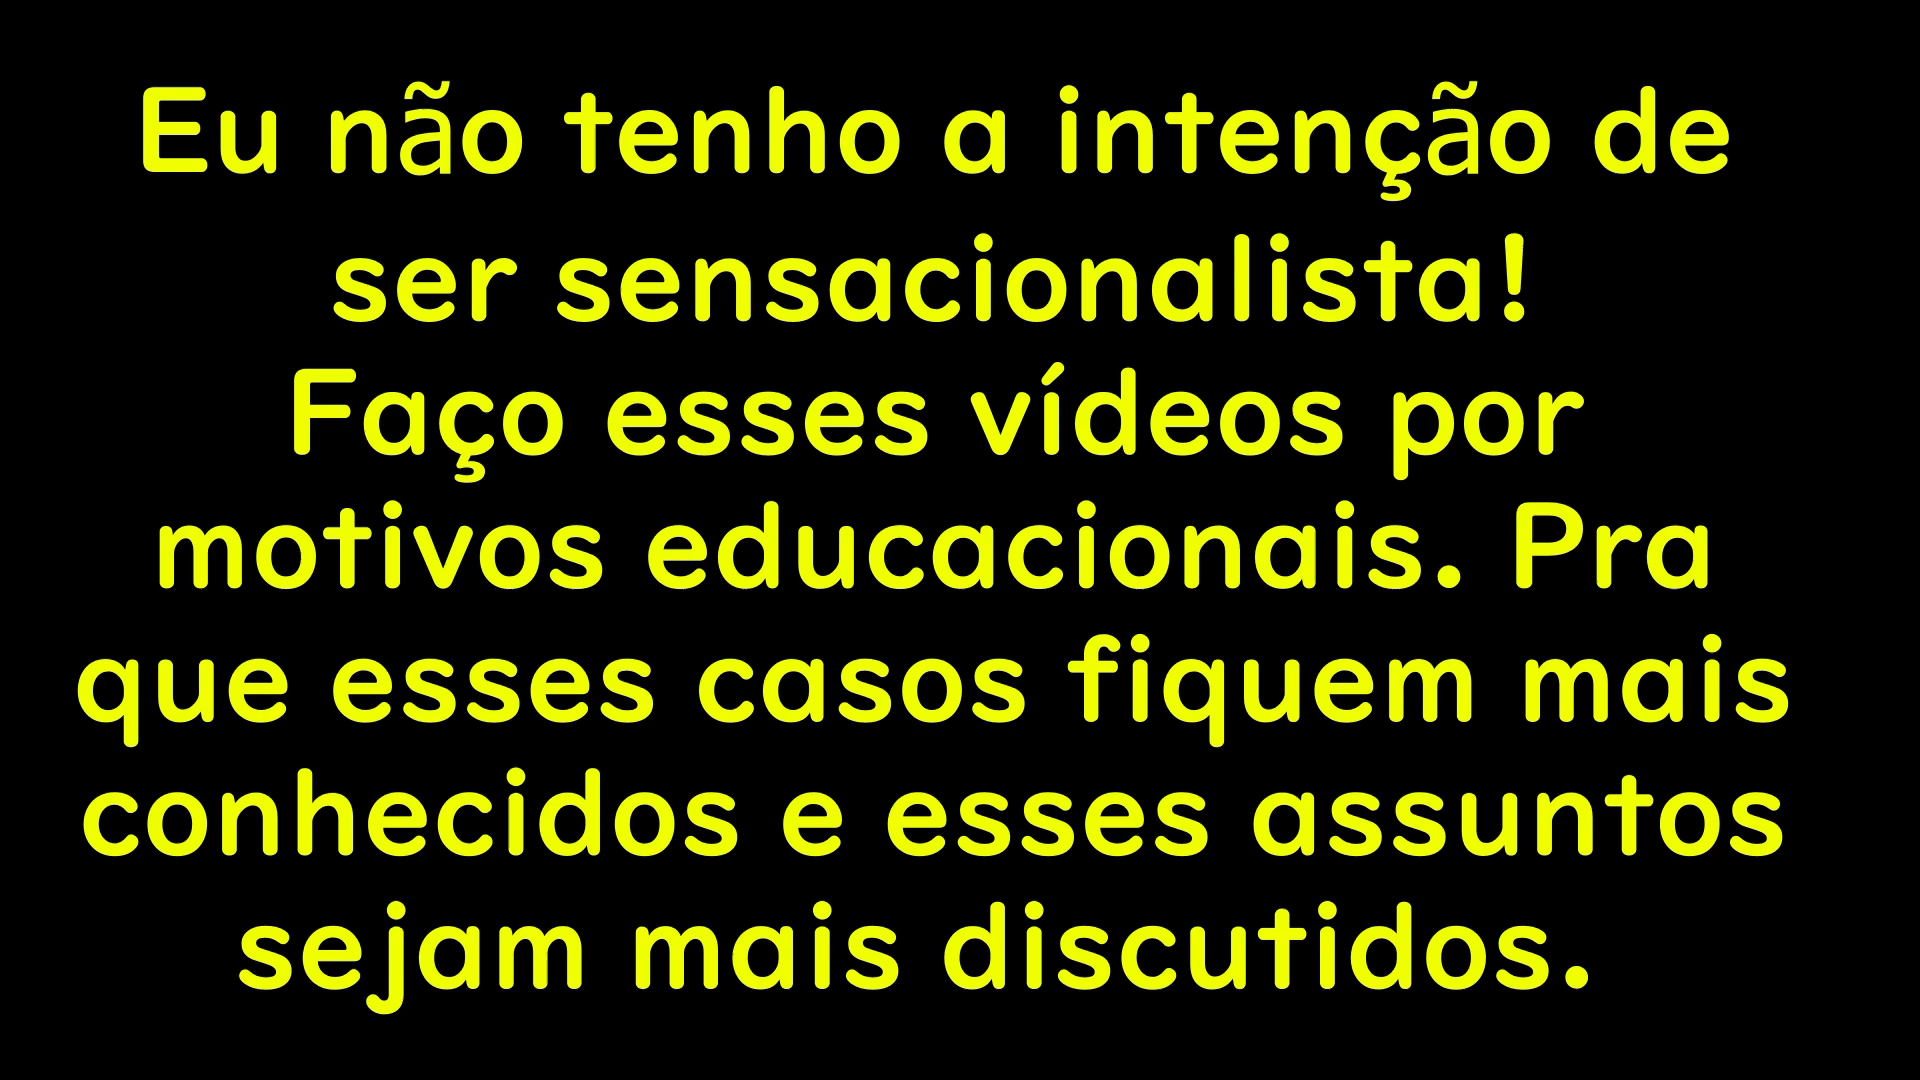 Eu não tenho a intenção de
ser sensacionalista!
Faço esses vídeos por
motivos educacionais. Pra
que esses casos fiquem mais
conhecidos e esses assuntos
sejam mais discutidos.